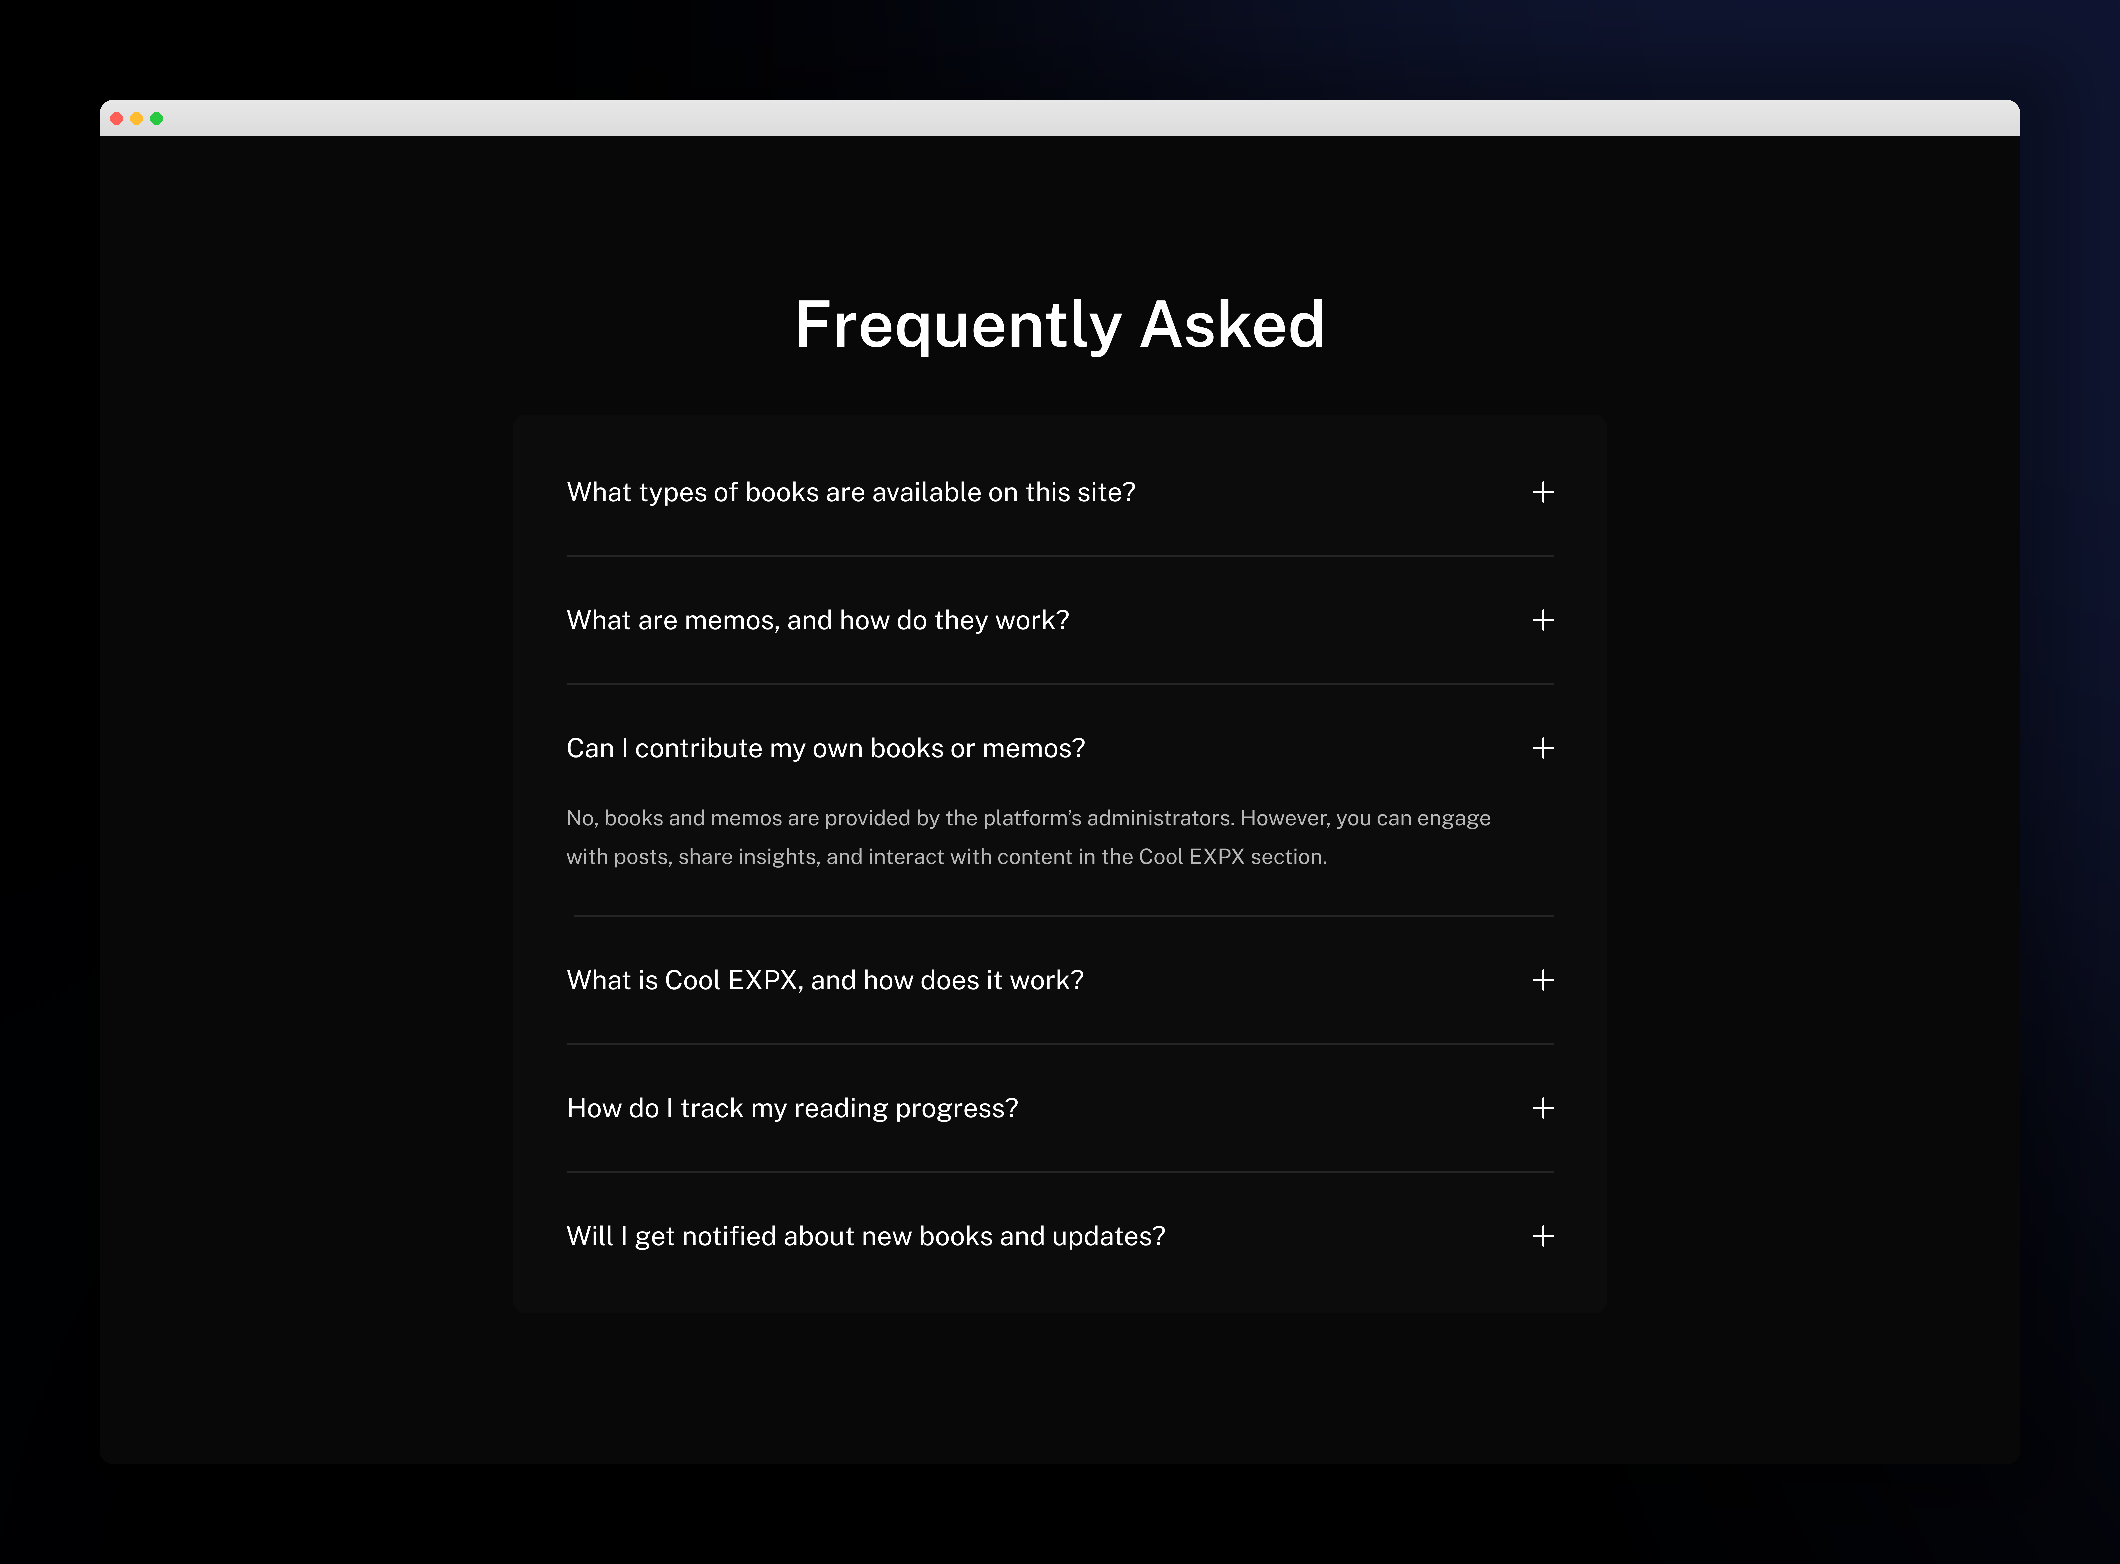 Frequently Asked
What types of books are available on this site?
What are memos, and how do they work?
Can I contribute my own books or memos?
No, books and memos are provided by the platform’s administrators. However, you can engage
with posts, share insights, and interact with content in the Cool EXPX section.
What is Cool EXPX, and how does it work?
How do I track my reading progress?
Will I get notified about new books and updates?